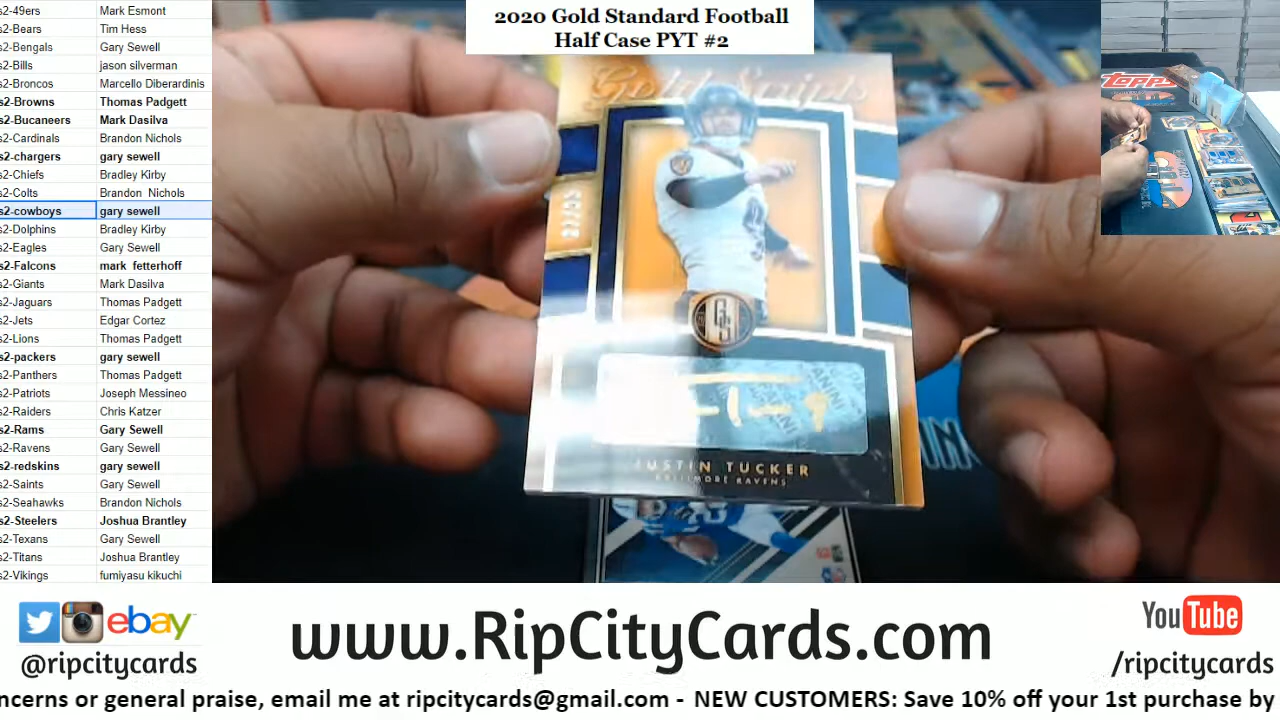 2020 Gold Standard Football
Half Case PYT #2
s2-49ers Mark Esmont
s2-Bears Tim Hess
s2-Bengals Gary Sewell
s2-Bills jason silverman
s2-Broncos Marcello Diberardinis
s2-Browns Thomas Padgett
s2-Bucaneers Mark Dasilva
s2-Cardinals Brandon Nichols
s2-chargers gary sewell
s2-Chiefs Bradley Kirby
s2-Colts Brandon Nichols
s2-cowboys gary sewell
s2-Dolphins Bradley Kirby
s2-Eagles Gary Sewell
s2-Falcons mark fetterhoff
s2-Giants Mark Dasilva
s2-Jaguars Thomas Padgett
s2-Jets Edgar Cortez
s2-Lions Thomas Padgett
s2-packers gary sewell
s2-Panthers Thomas Padgett
s2-Patriots Joseph Messineo
s2-Raiders Chris Katzer
s2-Rams Gary Sewell
s2-Ravens Gary Sewell
s2-redskins gary sewell
s2-Saints Gary Sewell
s2-Seahawks Brandon Nichols
s2-Steelers Joshua Brantley
s2-Texans Gary Sewell
s2-Titans Joshua Brantley
s2-Vikings fumiyasu kikuchi
TOPPS
JUSTIN TUCKER
BALTIMORE RAVENS
ebay
@ripcitycards
www.RipCityCards.com
YouTube
/ripcitycards
ncerns or general praise, email me at ripcitycards@gmail.com - NEW CUSTOMERS: Save 10% off your 1st purchase by